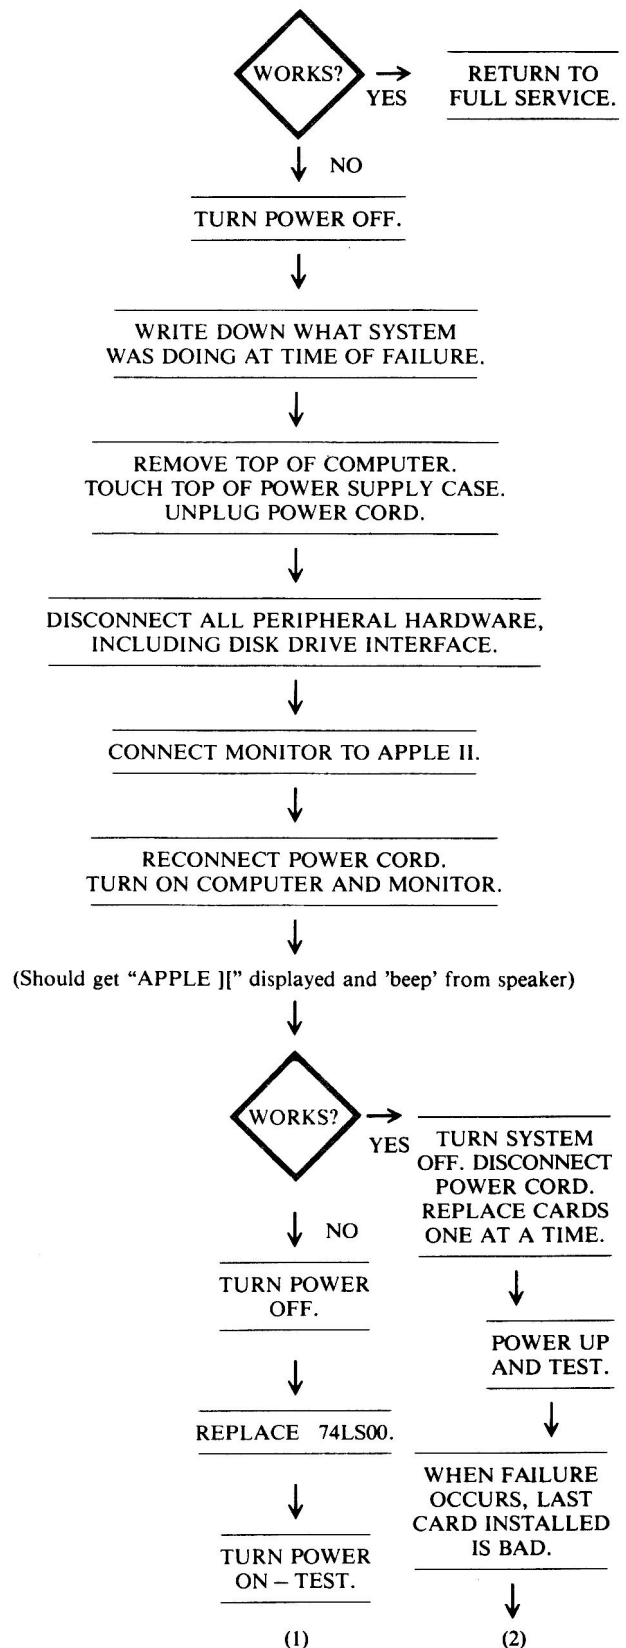 WORKS?
YES
RETURN TO
FULL SERVICE.
NO
TURN POWER OFF.
WRITE DOWN WHAT SYSTEM
WAS DOING AT TIME OF FAILURE.
REMOVE TOP OF COMPUTER.
TOUCH TOP OF POWER SUPPLY CASE.
UNPLUG POWER CORD.
DISCONNECT ALL PERIPHERAL HARDWARE,
INCLUDING DISK DRIVE INTERFACE.
CONNECT MONITOR TO APPLE II.
RECONNECT POWER CORD.
TURN ON COMPUTER AND MONITOR.
(Should get “APPLE ][” displayed and 'beep' from speaker)
WORKS?
YES
NO
TURN POWER
OFF.
REPLACE 74LS00.
TURN POWER
ON – TEST.
(1)
TURN SYSTEM
OFF. DISCONNECT
POWER CORD.
REPLACE CARDS
ONE AT A TIME.
POWER UP
AND TEST.
WHEN FAILURE
OCCURS, LAST
CARD INSTALLED
IS BAD.
(2)